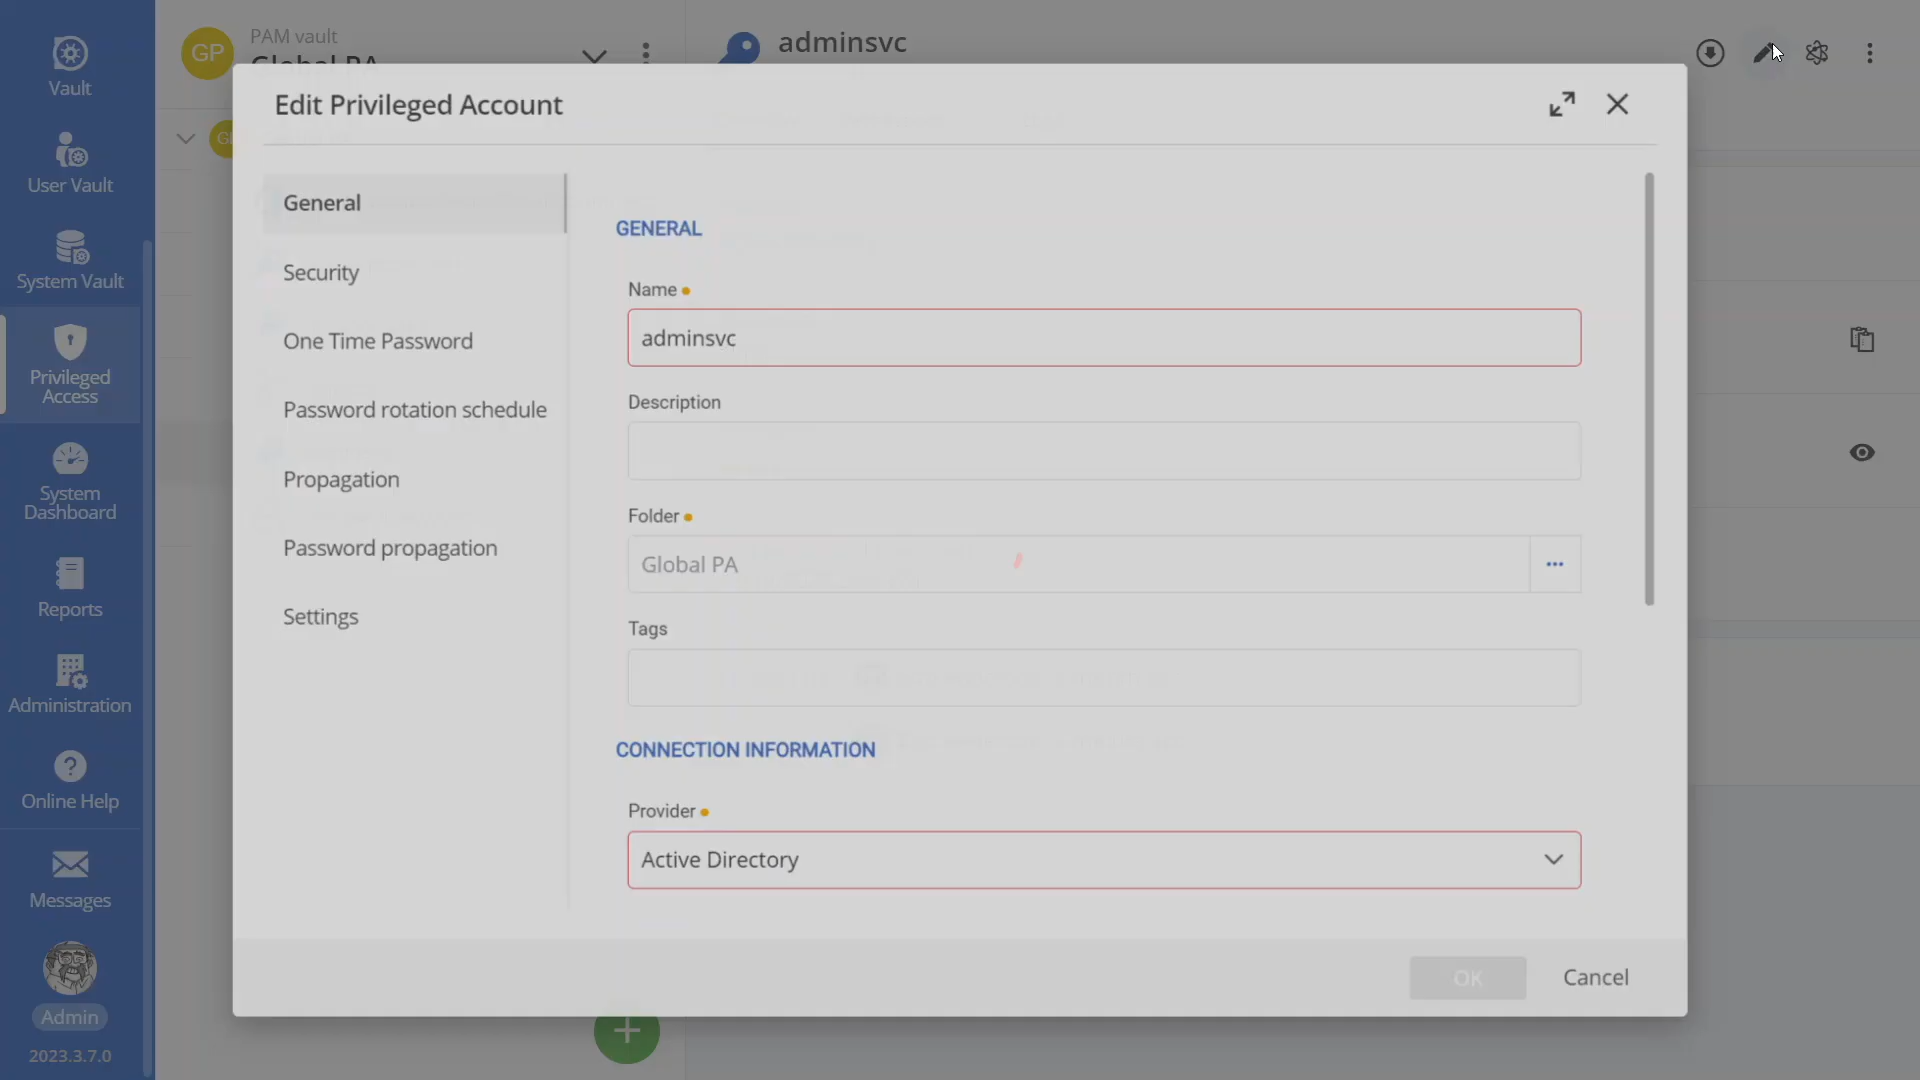 Vault
User Vault
System Vault
Privileged
Access
System
Dashboard
Reports
Administration
Online Help
Messages
Admin
2023.3.7.0
GP
PAM vault
Global PA
adminsvc
Edit Privileged Account
General
Security
One Time Password
Password rotation schedule
Propagation
Password propagation
Settings
GENERAL
Name
adminsvc
Description
Folder
Global PA
Tags
CONNECTION INFORMATION
Provider
Active Directory
OK
Cancel